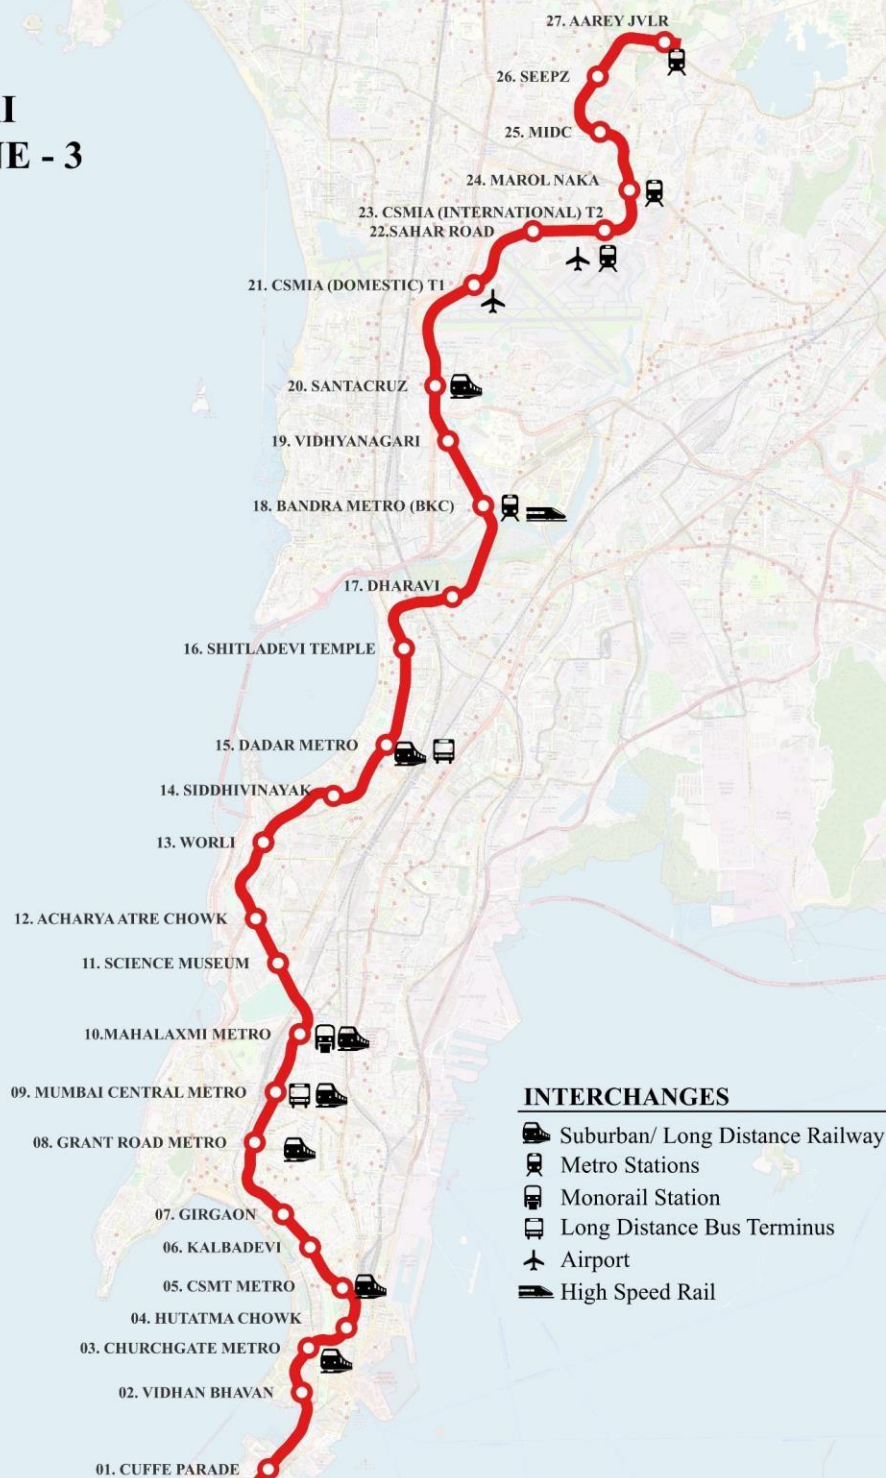 NE - 3
27. AAREY JVLR
26. SEEPZ
25. MIDC
24. MAROL NAKA
23. CSMIA (INTERNATIONAL) T2
22.SAHAR ROAD
21. CSMIA (DOMESTIC) T1
20. SANTACRUZ
19. VIDHYANAGARI
18. BANDRA METRO (BKC)
17. DHARAVI
16. SHITLADEVI TEMPLE
15. DADAR METRO
14. SIDDHIVINAYAK
13. WORLI
12. ACHARYA ATRE CHOWK
11. SCIENCE MUSEUM
10.MAHALAXMI METRO
09. MUMBAI CENTRAL METRO
08. GRANT ROAD METRO
07. GIRGAON
06. KALBADEVI
05. CSMT METRO
04. HUTATMA CHOWK
03. CHURCHGATE METRO
02. VIDHAN BHAVAN
01. CUFFE PARADE
INTERCHANGES
Suburban/ Long Distance Railway
Metro Stations
Monorail Station
Long Distance Bus Terminus
Airport
High Speed Rail